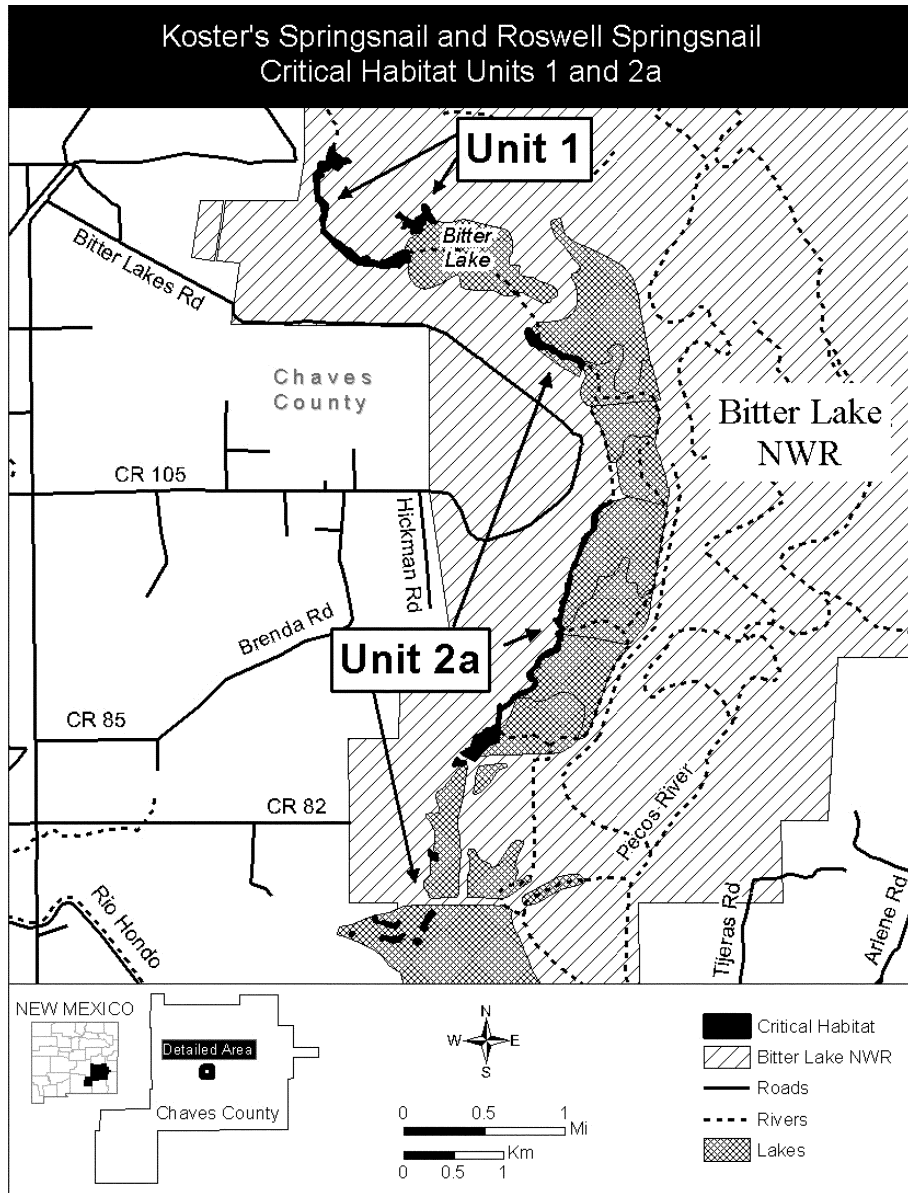 Koster's Springsnail and Roswell Springsnail
Critical Habitat Units 1 and 2a
Unit 1
Bitter
Lake
Bitter Lakes Rd
Chaves
County
Bitter Lake
NWR
CR 105
Hickman Rd
Brenda Rd
Unit 2a
CR 85
CR 82
Pecos River
Rio Hondo
Tijeras Rd
Arlene Rd
NEW MEXICO
Detailed Area
Chaves County
N
W E
S
0 0.5 1
Mi
Km
0 0.5 1
Critical Habitat
Bitter Lake NWR
Roads
Rivers
Lakes